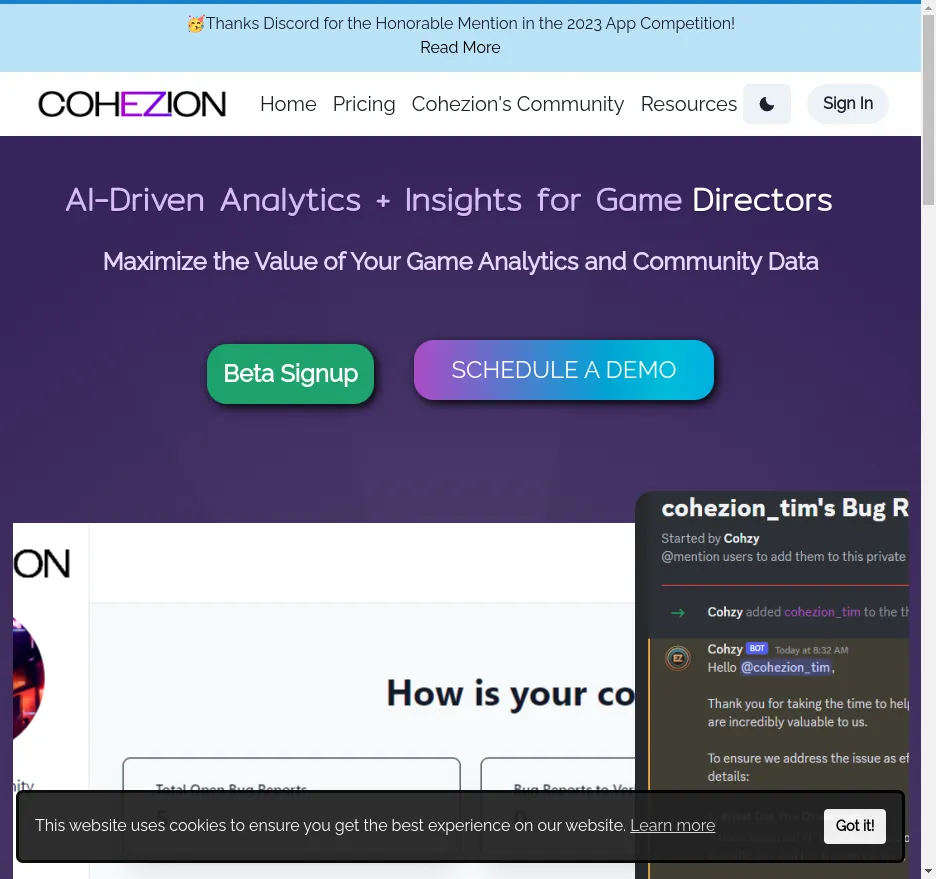 🥳Thanks Discord for the Honorable Mention in the 2023 App Competition!
Read More
COHEZION
Home Pricing Cohezion's Community Resources Sign In
AI-Driven Analytics + Insights for Game Directors
Maximize the Value of Your Game Analytics and Community Data
Beta Signup SCHEDULE A DEMO
cohezion_tim's Bug R
Started by Cohzy
@mention users to add them to this private
→ Cohzy added cohezion_tim to the th
Cohzy BOT Today at 8:32 AM
Hello @cohezion_tim,
Thank you for taking the time to help
are incredibly valuable to us.
To ensure we address the issue as ef
details:
ON
How is your co
Total Open Bug Reports
Bug Reports to Ver
nity
This website uses cookies to ensure you get the best experience on our website. Learn more Got it!